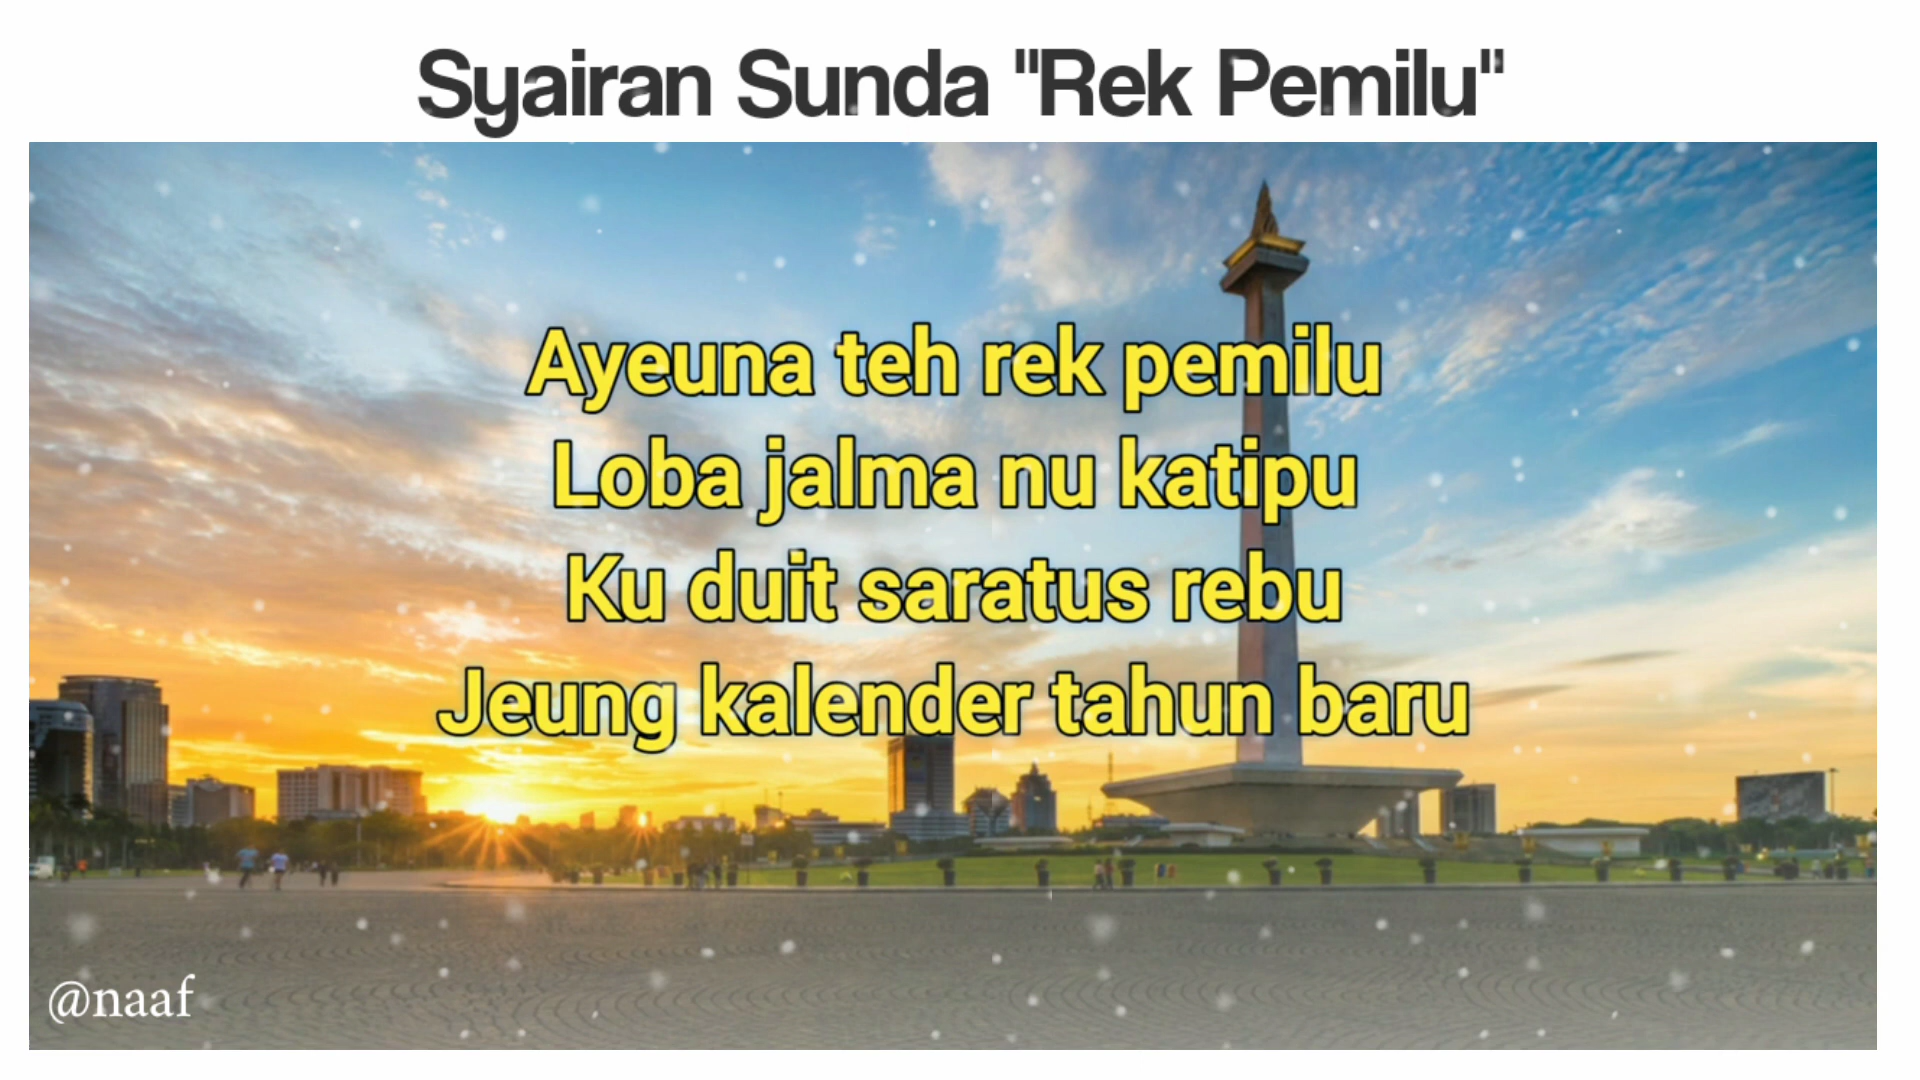 Syairan Sunda "Rek Pemilu"
Ayeuna teh rek pemilu
Loba jalma nu katipu
Ku duit saratus rebu
Jeung kalender tahun baru
@naaf